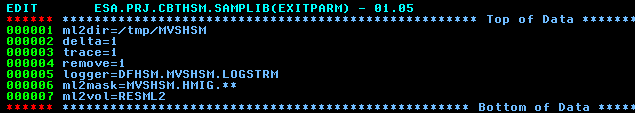 EDIT ESA.PRJ.CBTHSM.SAMPLIB(EXITPARM) - 01.05
****** ************************************************* Top of Data ******
000001 ml2dir=/tmp/MVSHSM
000002 delta=1
000003 trace=1
000004 remove=1
000005 logger=DFHSM.MVSHSM.LOGSTRM
000006 ml2mask=MVSHSM.HMIG.**
000007 ml2vol=RESML2
****** ************************************************ Bottom of Data *****